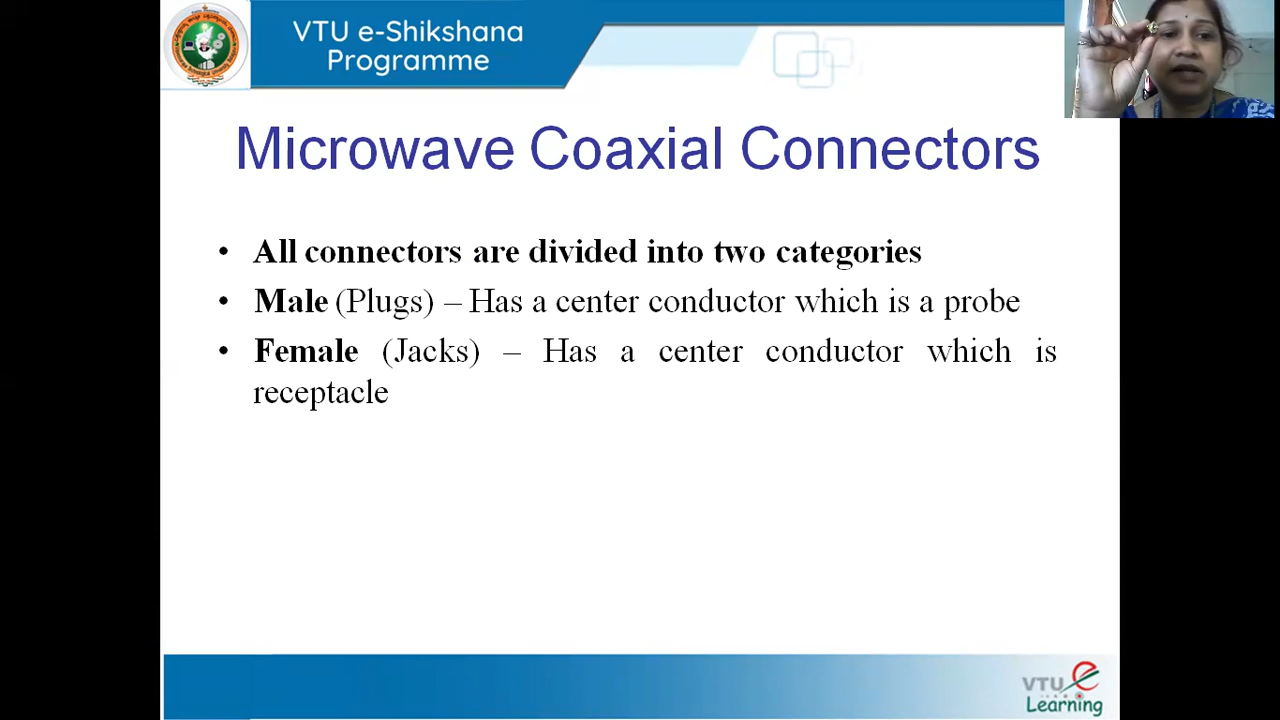 VTU e-Shikshana
Programme
Microwave Coaxial Connectors
• All connectors are divided into two categories
• Male (Plugs) – Has a center conductor which is a probe
• Female (Jacks) – Has a center conductor which is
receptacle
VTU e
Learning